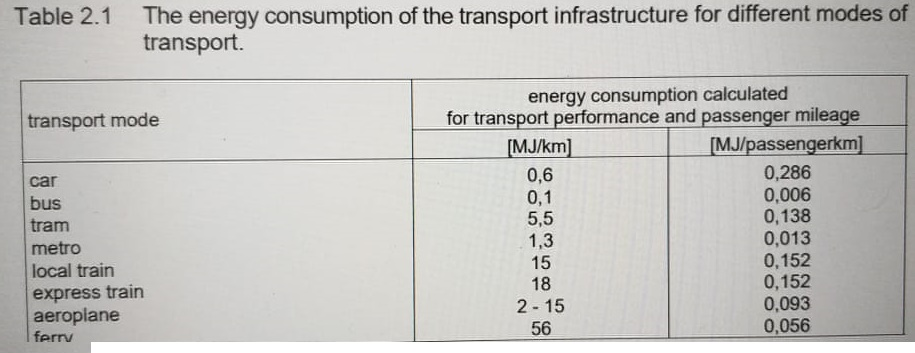 Table 2.1 The energy consumption of the transport infrastructure for different modes of
transport.
transport mode
energy consumption calculated
for transport performance and passenger mileage
[MJ/km] [MJ/passengerkm]
car 0,6 0,286
bus 0,1 0,006
tram 5,5 0,138
metro 1,3 0,013
local train 15 0,152
express train 18 0,152
aeroplane 2 - 15 0,093
ferry 56 0,056